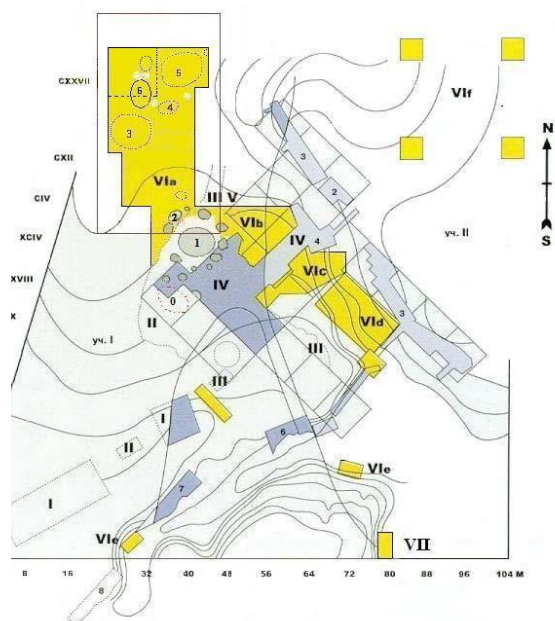 CXXVII
5
6
4
3
VIf
N
S
3
CXII
VIa
III V
2
CIV
2
VIb
IV
4
уч. II
XCIV
1
VIc
XVIII
IV
0
VId
3
X
II
уч. I
III
III
I
II
6
I
VIe
7
VIe
VII
8
16
32
48
56
64
72
80
88
96
104 М
8